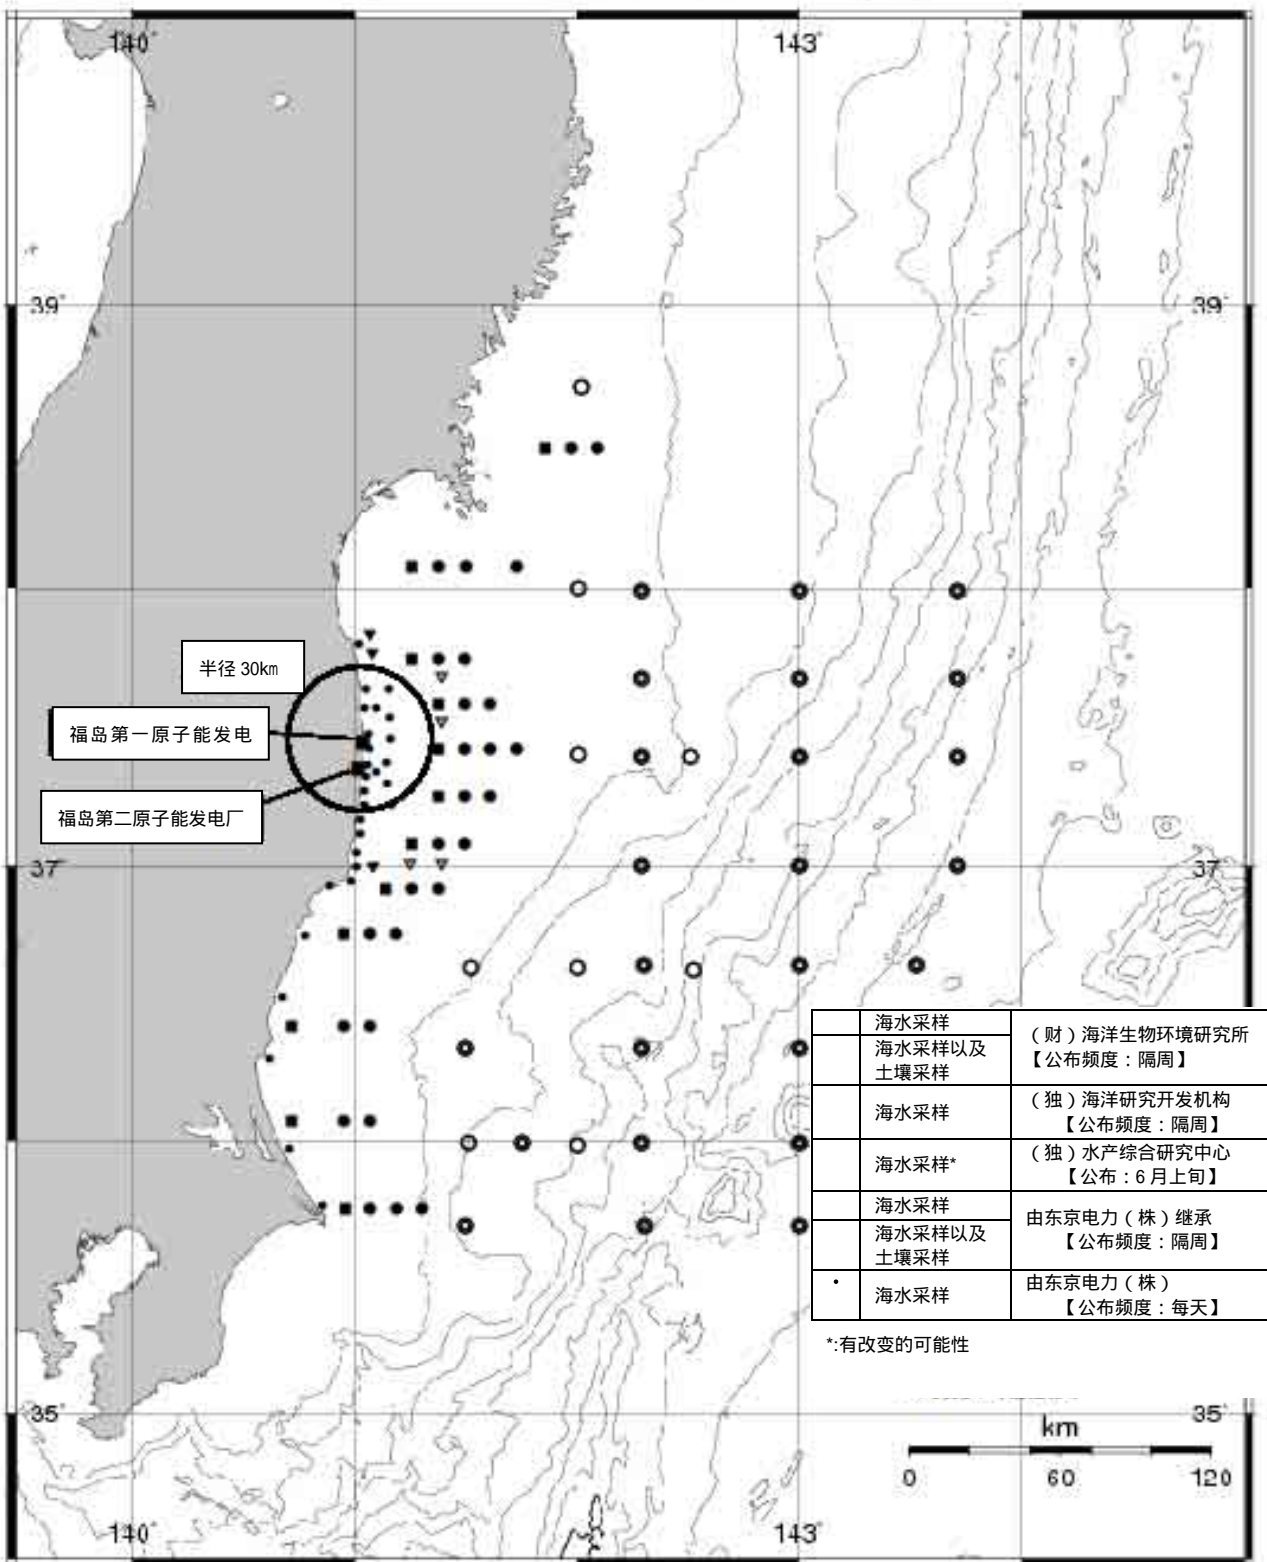 140°
143°
39°
39°
半径 30km
福岛第一原子能发电
福岛第二原子能发电厂
37°
海水采样
（财）海洋生物环境研究所
【公布频度：隔周】
海水采样以及
土壤采样
海水采样
（独）海洋研究开发机构
【公布频度：隔周】
海水采样*
（独）水产综合研究中心
【公布：6月上旬】
海水采样
由东京电力（株）继承
【公布频度：隔周】
海水采样以及
土壤采样
海水采样
由东京电力（株）
【公布频度：每天】
*:有改变的可能性
35°
35°
km
0
60
120
140°
143°